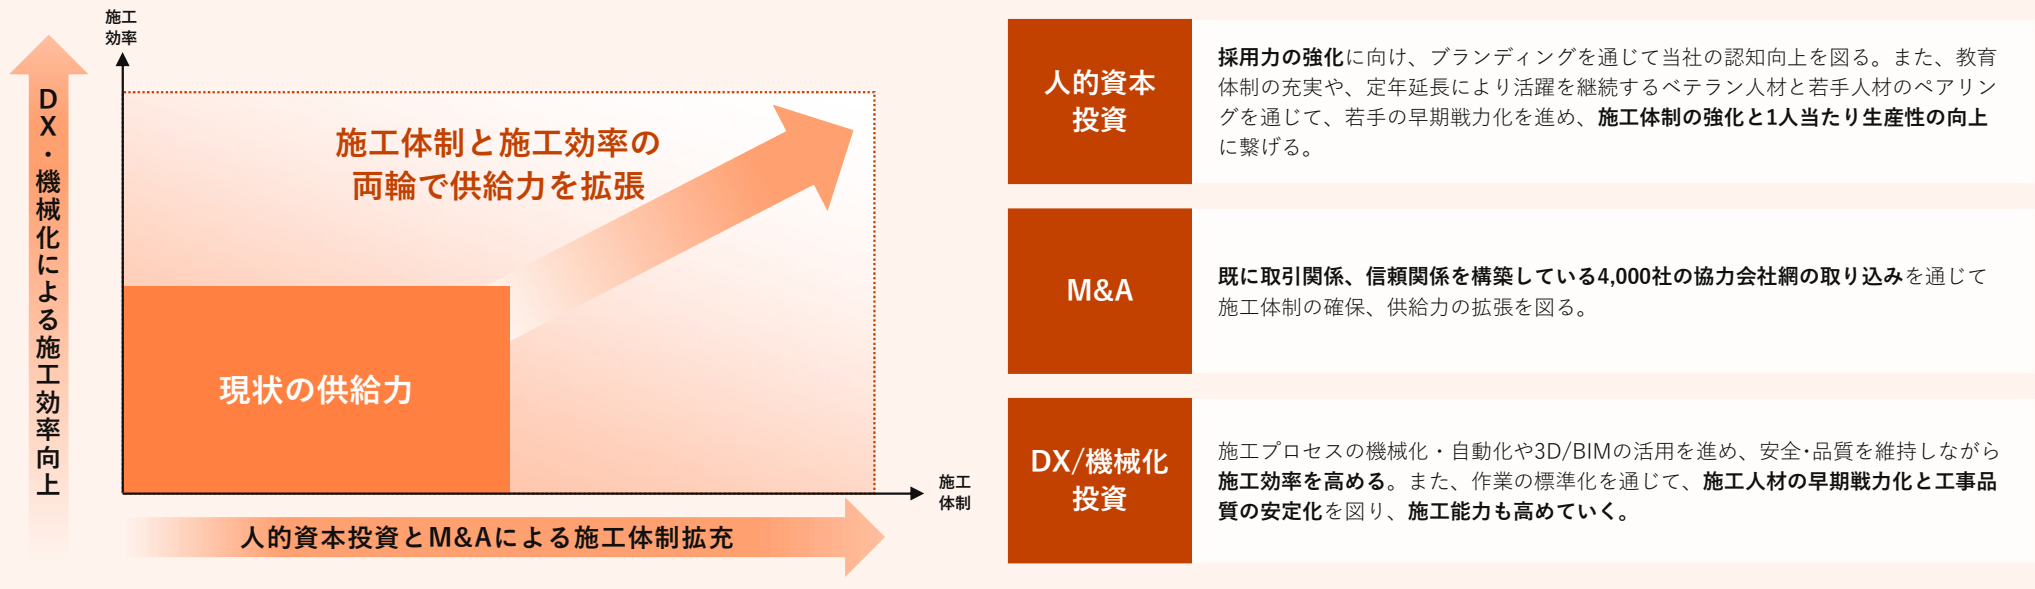 施工
効率
DX・機械化による施工効率向上
施工体制と施工効率の
両輪で供給力を拡張
現状の供給力
施工
体制
人的資本投資とM&Aによる施工体制拡充
人的資本
投資
採用力の強化に向け、ブランディングを通じて当社の認知向上を図る。また、教育
体制の充実や、定年延長により活躍を継続するベテラン人材と若手人材のペアリン
グを通じて、若手の早期戦力化を進め、施工体制の強化と1人当たり生産性の向上
に繋げる。
M&A
既に取引関係、信頼関係を構築している4,000社の協力会社網の取り込みを通じて
施工体制の確保、供給力の拡張を図る。
DX/機械化
投資
施工プロセスの機械化・自動化や3D/BIMの活用を進め、安全・品質を維持しながら
施工効率を高める。また、作業の標準化を通じて、施工人材の早期戦力化と工事品
質の安定化を図り、施工能力も高めていく。